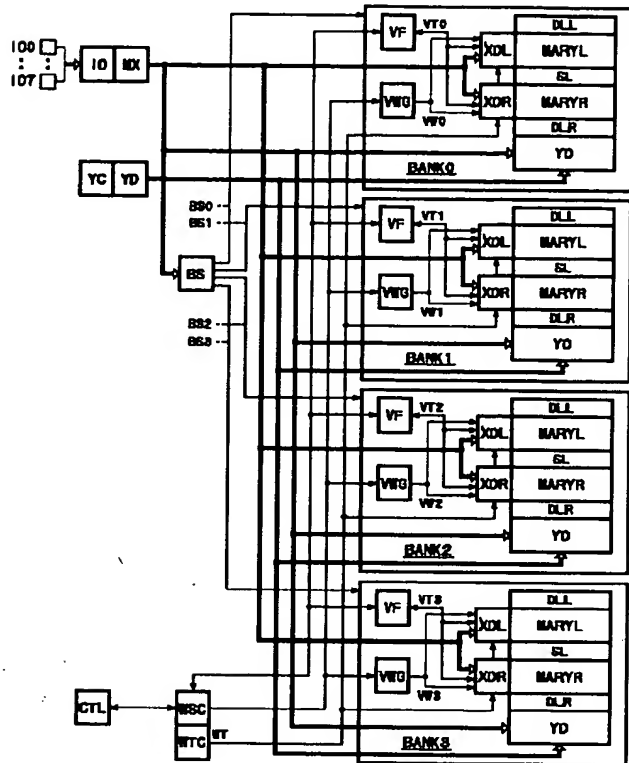 IO0
:
IO7
IO MX
YC YD
BS
BS0
BS1
BS2
BS3
CTL
WSC
WTC
WT
VF
VT0
VWG
VW0
XDL
XDR
DLL
MARYL
SL
MARYR
DLR
YD
BANK0
VF
VT1
VWG
VW1
XDL
XDR
DLL
MARYL
SL
MARYR
DLR
YD
BANK1
VF
VT2
VWG
VW2
XDL
XDR
DLL
MARYL
SL
MARYR
DLR
YD
BANK2
VF
VT3
VWG
VW3
XDL
XDR
DLL
MARYL
SL
MARYR
DLR
YD
BANK3